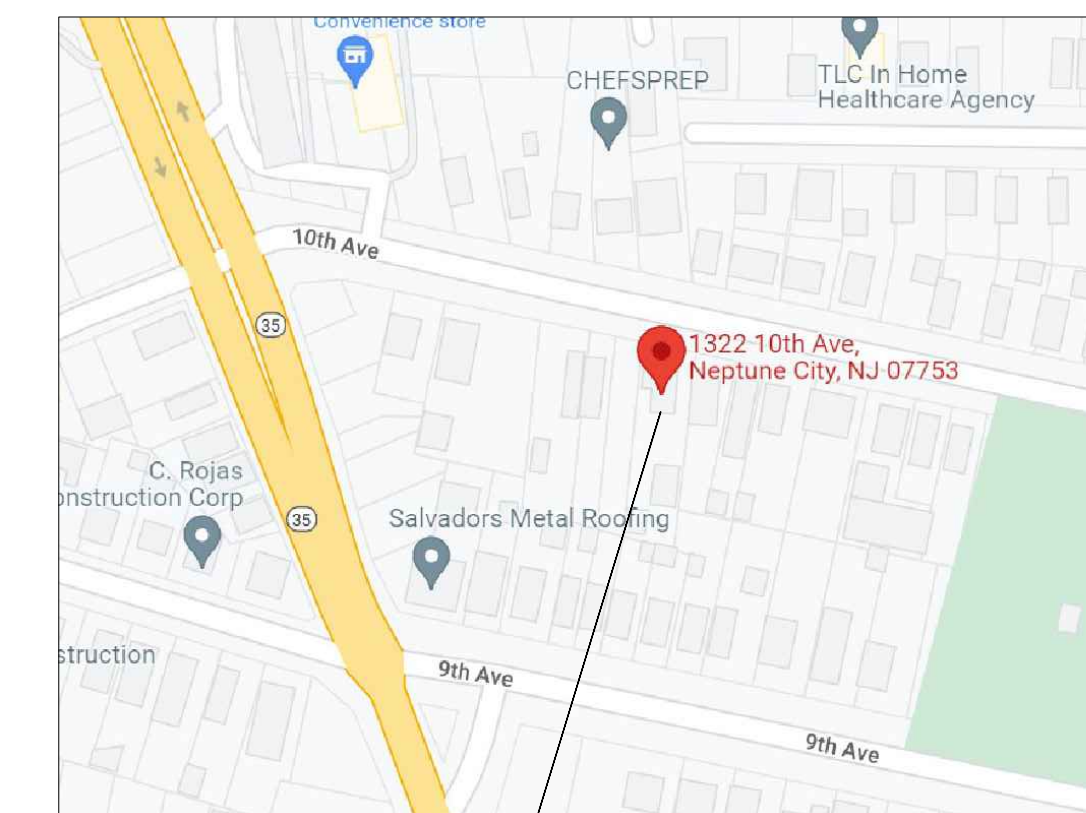 Convenience store
CHEFSPREP
TLC In Home
Healthcare Agency
10th Ave
35
1322 10th Ave,
Neptune City, NJ 07753
C. Rojas
onstruction Corp
35
Salvadors Metal Roofing
struction
9th Ave
9th Ave